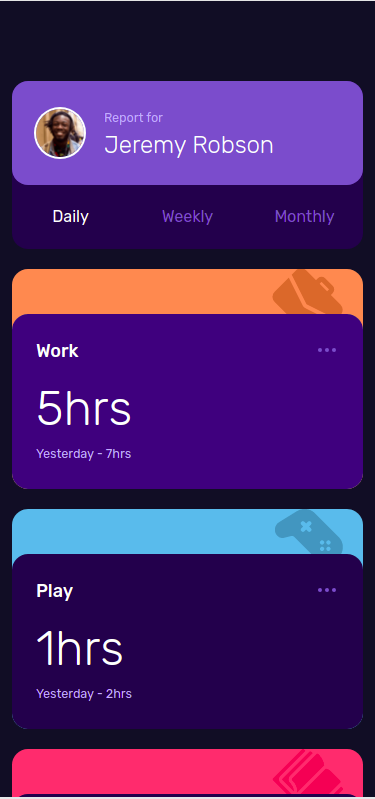 Report for
Jeremy Robson
Daily Weekly Monthly
Work
5hrs
Yesterday - 7hrs
Play
1hrs
Yesterday - 2hrs